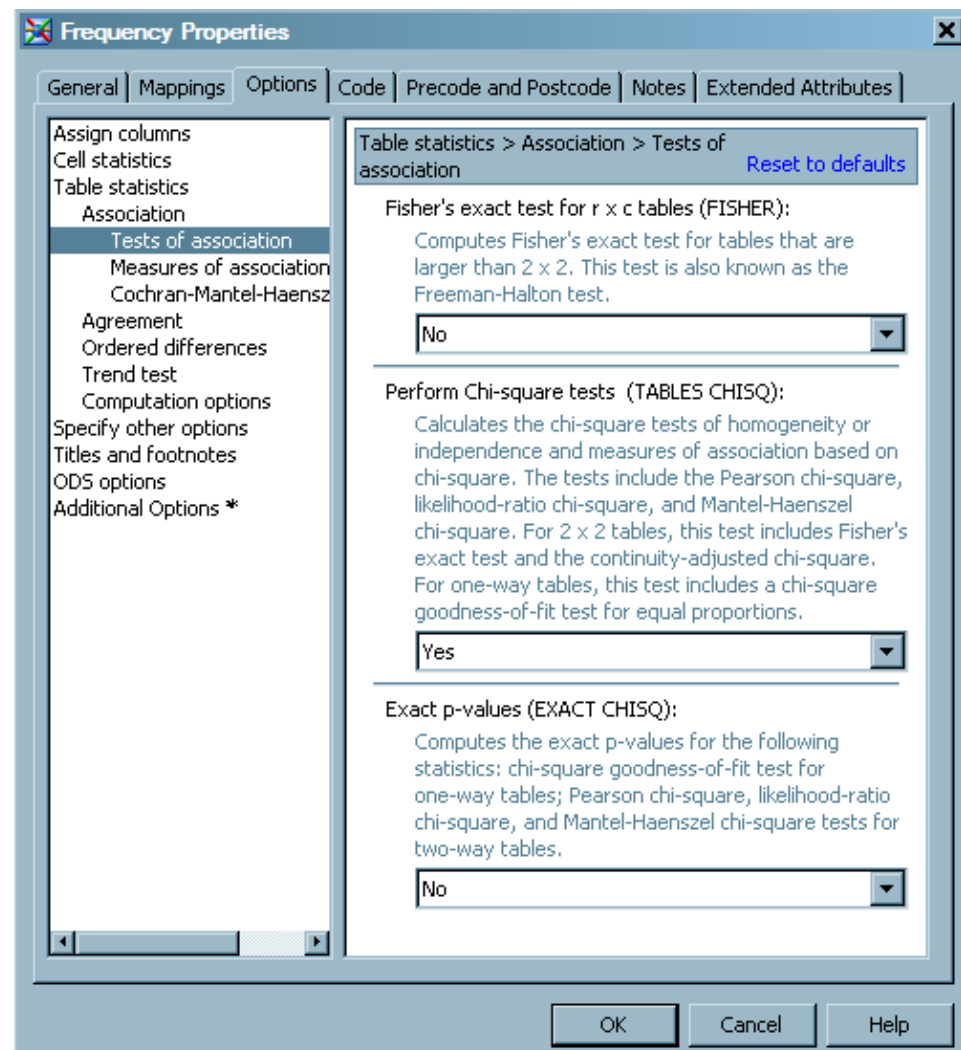 Frequency Properties
General
Mappings
Options
Code
Precode and Postcode
Notes
Extended Attributes
Assign columns
Cell statistics
Table statistics
Association
Tests of association
Measures of association
Cochran-Mantel-Haensz
Agreement
Ordered differences
Trend test
Computation options
Specify other options
Titles and footnotes
ODS options
Additional Options *
Table statistics > Association > Tests of
association
Reset to defaults
Fisher's exact test for r x c tables (FISHER):
Computes Fisher's exact test for tables that are
larger than 2 x 2. This test is also known as the
Freeman-Halton test.
No
Perform Chi-square tests (TABLES CHISQ):
Calculates the chi-square tests of homogeneity or
independence and measures of association based on
chi-square. The tests include the Pearson chi-square,
likelihood-ratio chi-square, and Mantel-Haenszel
chi-square. For 2 x 2 tables, this test includes Fisher's
exact test and the continuity-adjusted chi-square.
For one-way tables, this test includes a chi-square
goodness-of-fit test for equal proportions.
Yes
Exact p-values (EXACT CHISQ):
Computes the exact p-values for the following
statistics: chi-square goodness-of-fit test for
one-way tables; Pearson chi-square, likelihood-ratio
chi-square, and Mantel-Haenszel chi-square tests for
two-way tables.
No
OK
Cancel
Help